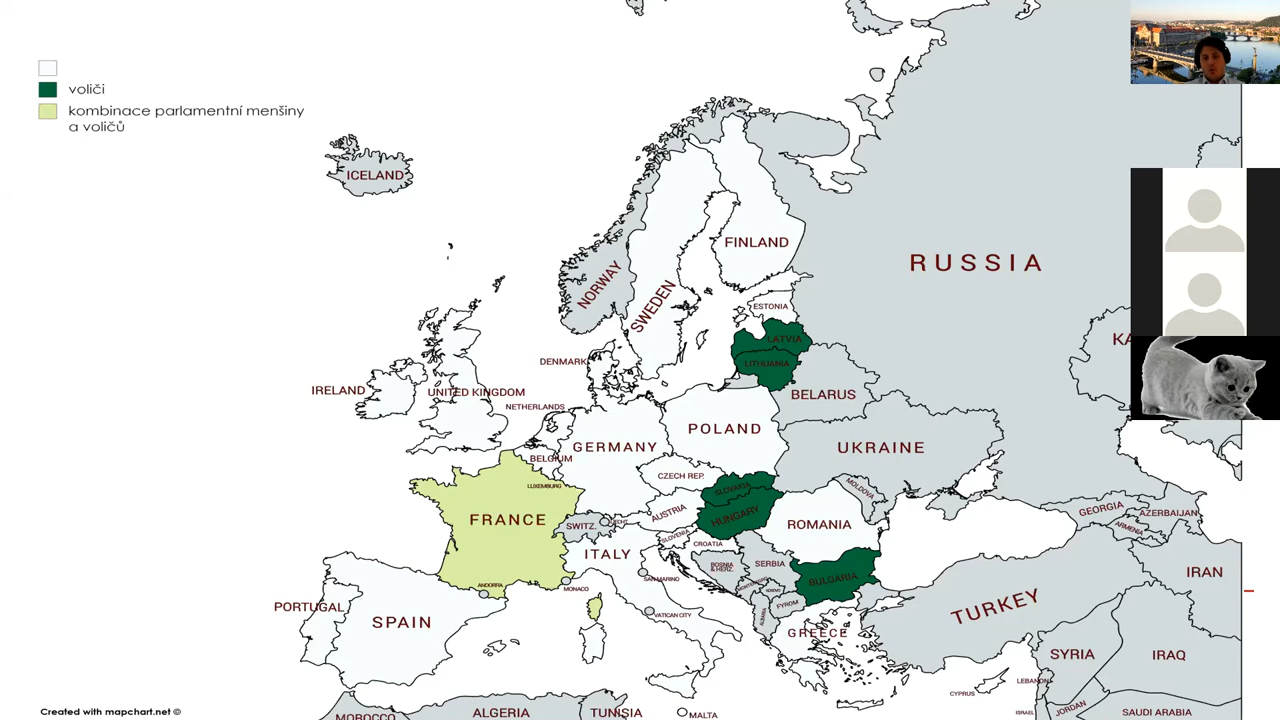 voliči
kombinace parlamentní menšiny
a voličů
ICELAND
FINLAND
RUSSIA
NORWAY
SWEDEN
ESTONIA
LATVIA
LITHUANIA
DENMARK
IRELAND
UNITED KINGDOM
NETHERLANDS
BELARUS
KA
POLAND
GERMANY
UKRAINE
BELGIUM
LUXEMBURG
CZECH REP.
SLOVAKIA
MOLDOVA
FRANCE
SWITZ.
LIECHT.
AUSTRIA
HUNGARY
ROMANIA
GEORGIA
AZERBAIJAN
ARMENIA
SLOVENIA
CROATIA
ITALY
BOSNIA
& HERZ.
SERBIA
BULGARIA
IRAN
ANDORRA
MONACO
SAN MARINO
MONTENEGRO
KOSOVO
FYROM
ALBANIA
PORTUGAL
SPAIN
VATICAN CITY
GREECE
TURKEY
SYRIA
IRAQ
CYPRUS
LEBANON
ISRAEL
JORDAN
SAUDI ARABIA
MOROCCO
ALGERIA
TUNISIA
MALTA
Created with mapchart.net ©